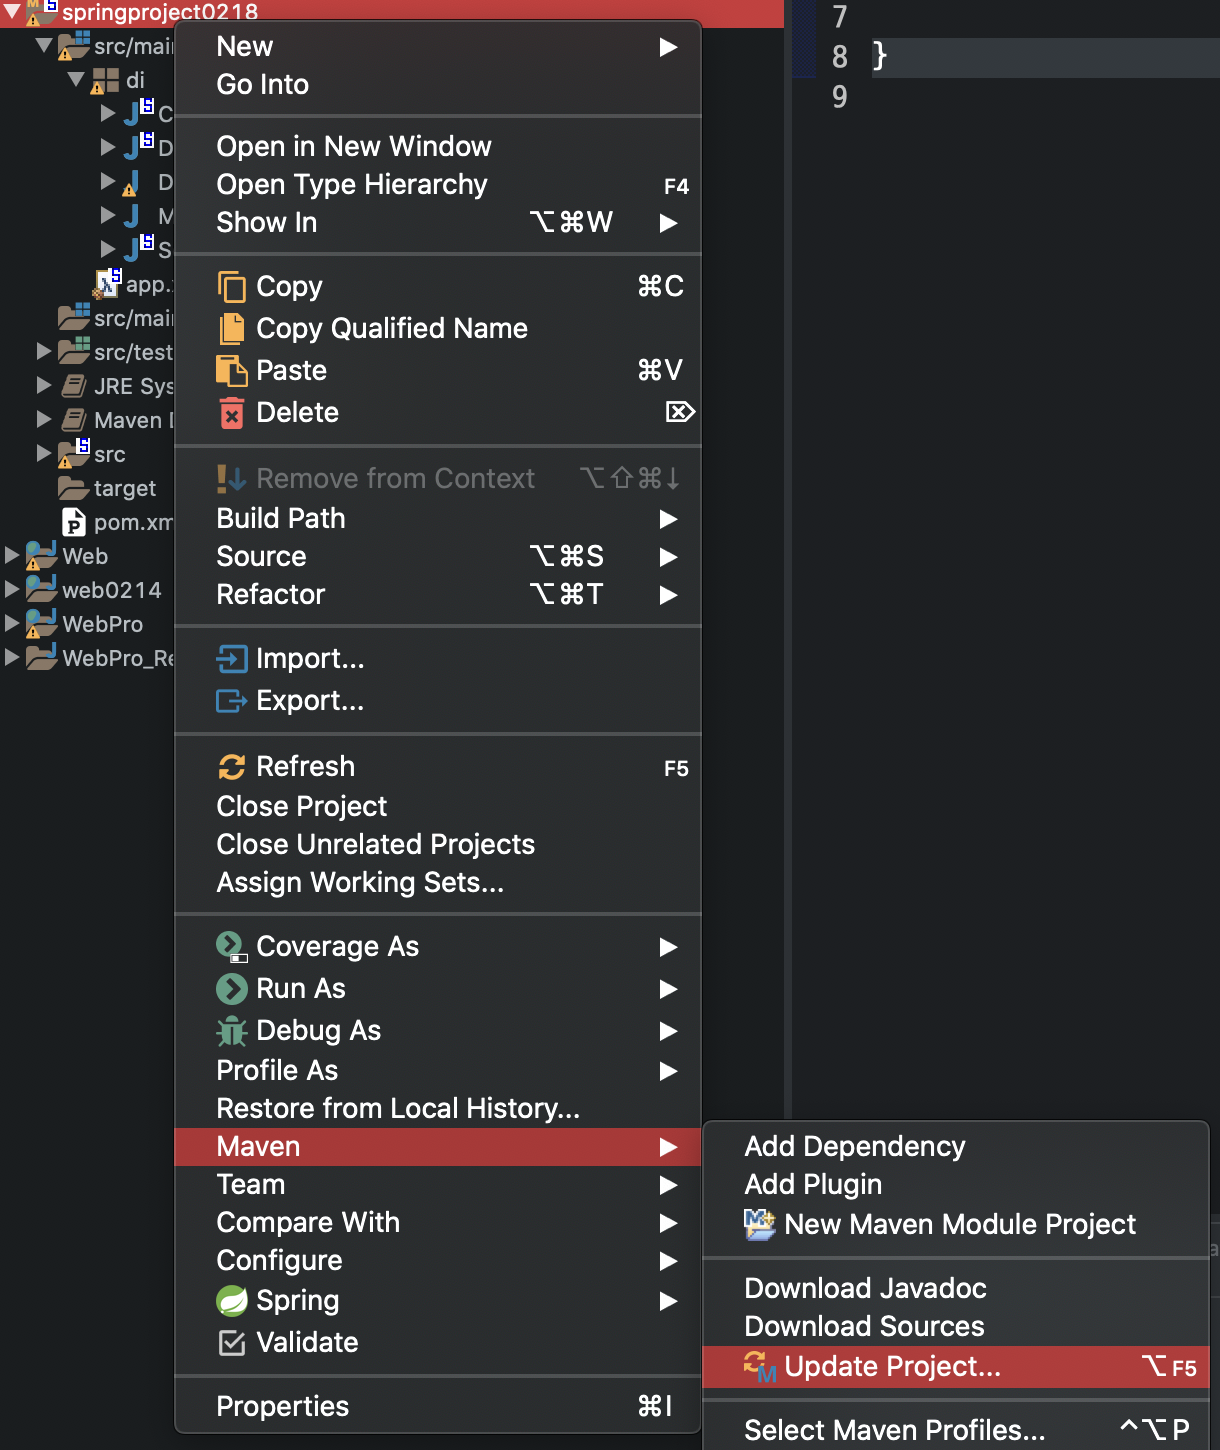 springproject0218
src/mai
di
C
D
D
M
S
app.
src/mai
src/test
JRE Sys
Maven
src
target
pom.xm
Web
web0214
WebPro
WebPro_Re
New
Go Into
Open in New Window
Open Type Hierarchy F4
Show In ⌥⌘W
Copy ⌘C
Copy Qualified Name
Paste ⌘V
Delete ⌦
Remove from Context ⌥⇧⌘↓
Build Path
Source ⌥⌘S
Refactor ⌥⌘T
Import...
Export...
Refresh F5
Close Project
Close Unrelated Projects
Assign Working Sets...
Coverage As
Run As
Debug As
Profile As
Restore from Local History...
Maven
Team
Compare With
Configure
Spring
Validate
Properties ⌘I
Add Dependency
Add Plugin
New Maven Module Project
Download Javadoc
Download Sources
Update Project... ⌥F5
Select Maven Profiles... ^⌥P
7
8 }
9